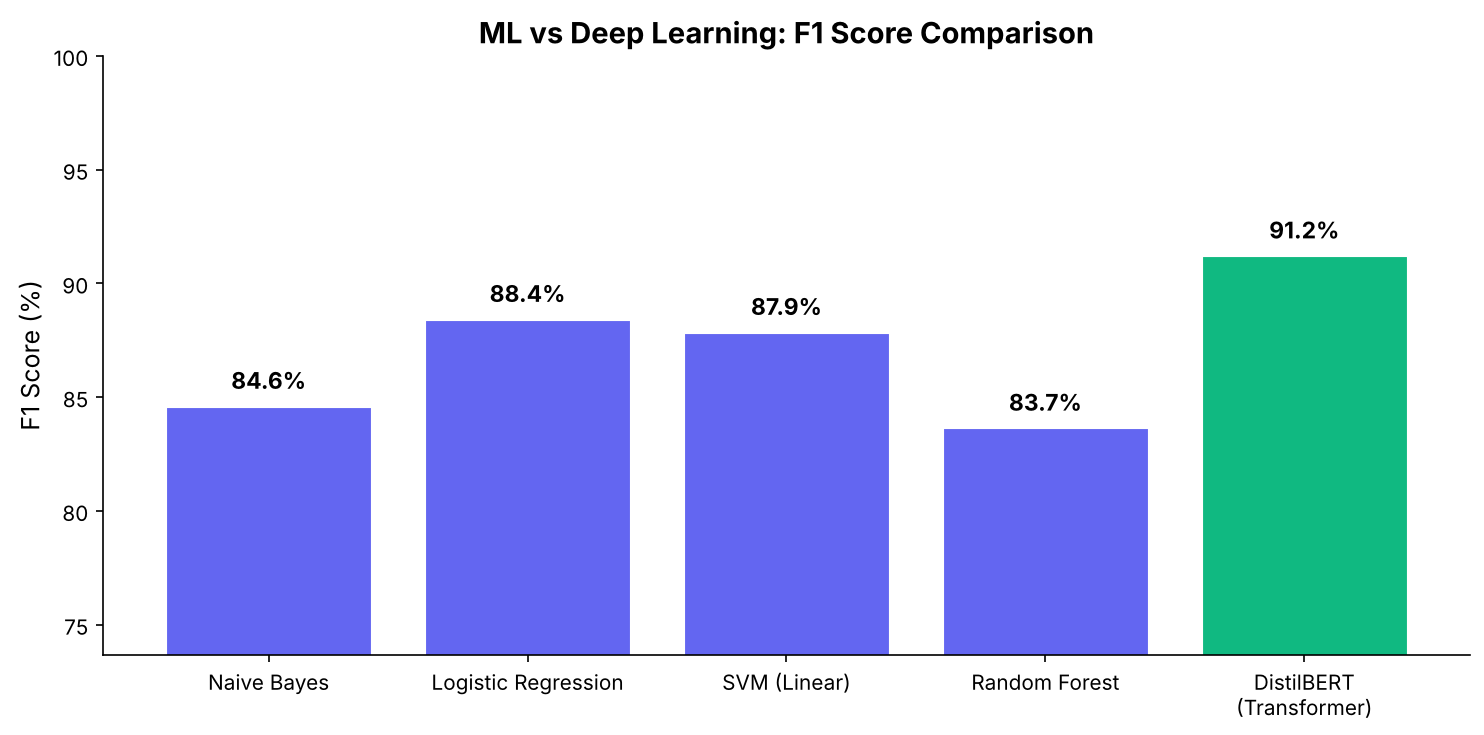 ML vs Deep Learning: F1 Score Comparison
100
95
90
85
80
75
F1 Score (%)
84.6%
88.4%
87.9%
83.7%
91.2%
Naive Bayes
Logistic Regression
SVM (Linear)
Random Forest
DistilBERT
(Transformer)